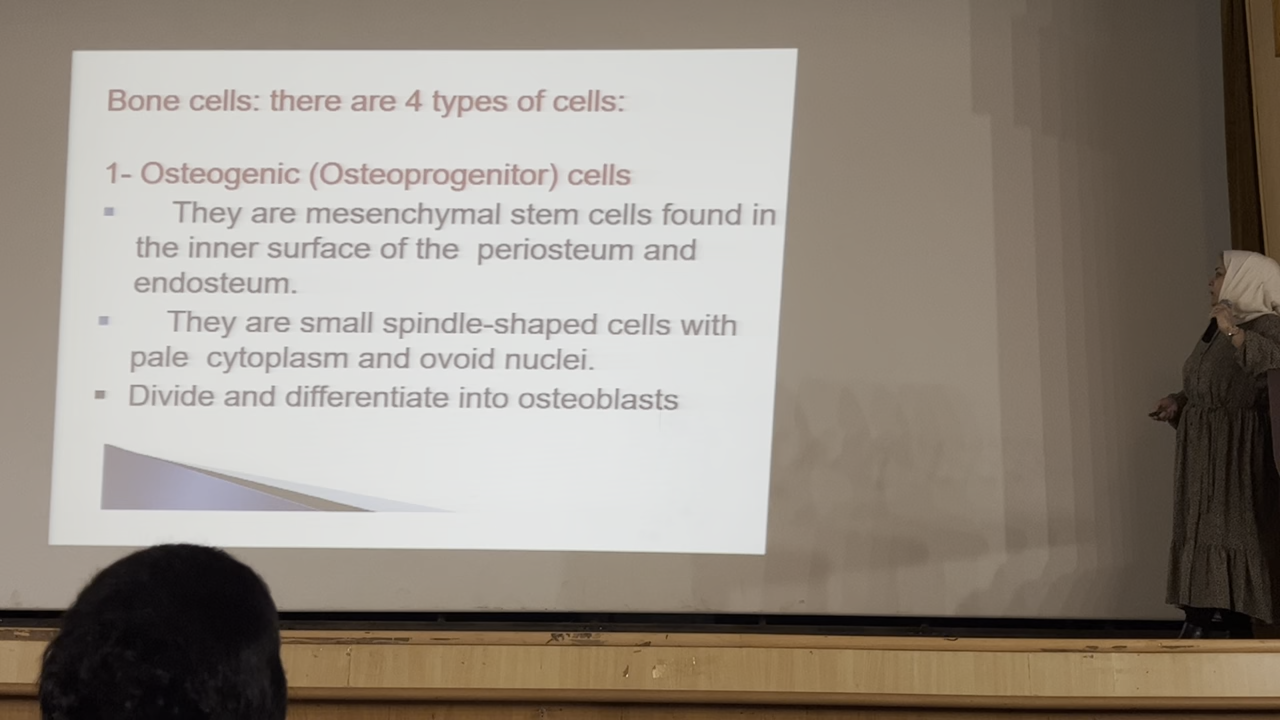 Bone cells: there are 4 types of cells:
1- Osteogenic (Osteoprogenitor) cells
▪ They are mesenchymal stem cells found in
the inner surface of the periosteum and
endosteum.
▪ They are small spindle-shaped cells with
pale cytoplasm and ovoid nuclei.
▪ Divide and differentiate into osteoblasts